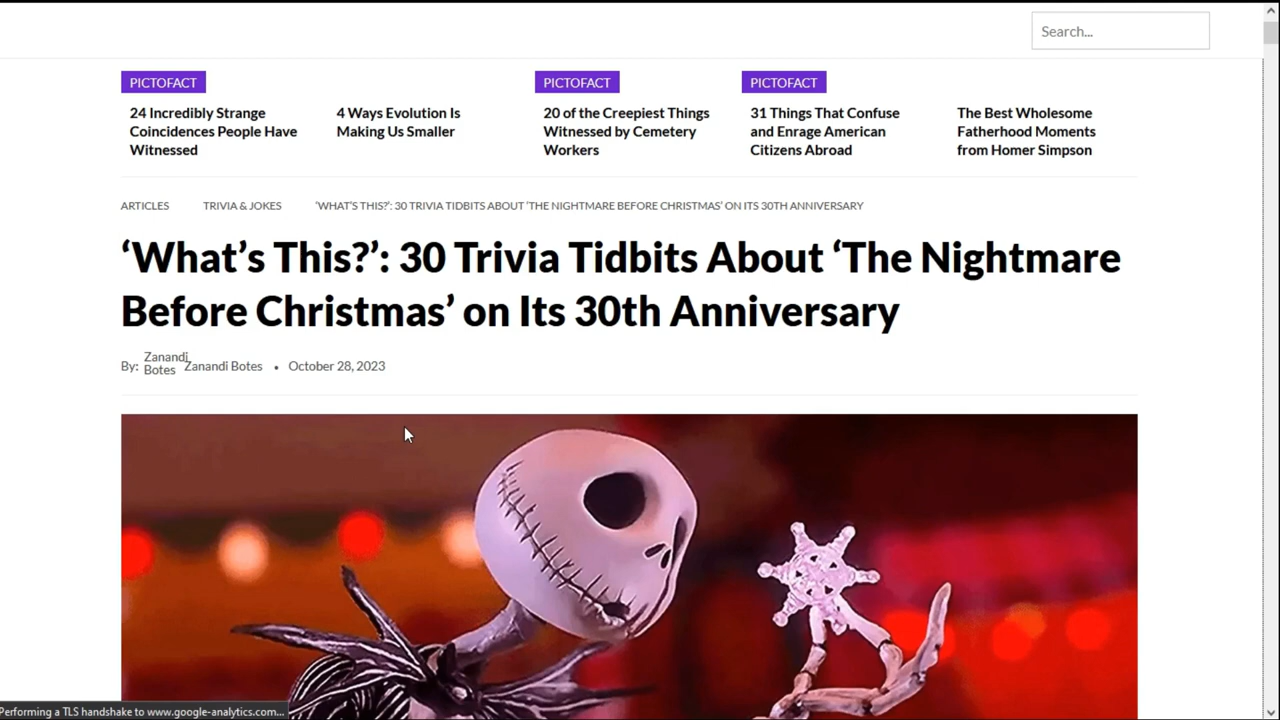 Search...
PICTOFACT
24 Incredibly Strange
Coincidences People Have
Witnessed
4 Ways Evolution Is
Making Us Smaller
PICTOFACT
20 of the Creepiest Things
Witnessed by Cemetery
Workers
PICTOFACT
31 Things That Confuse
and Enrage American
Citizens Abroad
The Best Wholesome
Fatherhood Moments
from Homer Simpson
ARTICLES TRIVIA & JOKES ‘WHAT’S THIS?’: 30 TRIVIA TIDBITS ABOUT ‘THE NIGHTMARE BEFORE CHRISTMAS’ ON ITS 30TH ANNIVERSARY
‘What’s This?’: 30 Trivia Tidbits About ‘The Nightmare
Before Christmas’ on Its 30th Anniversary
By: Zanandi
Botes Zanandi Botes • October 28, 2023
Performing a TLS handshake to www.google-analytics.com...